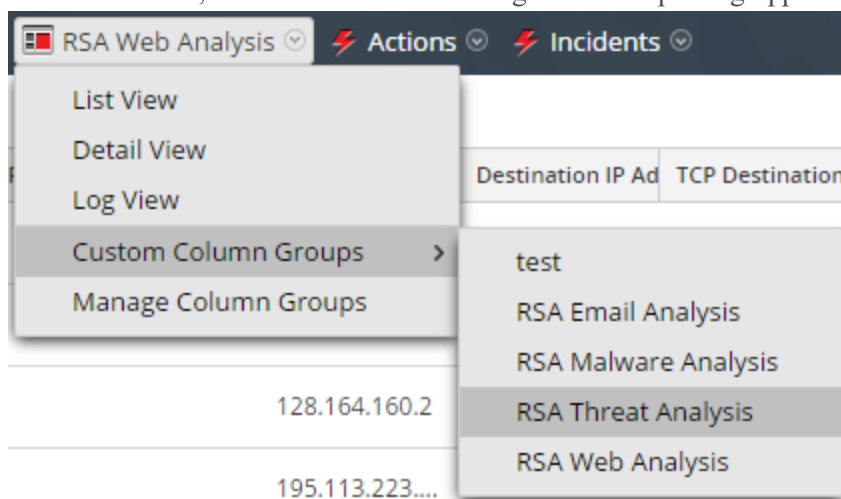 RSA Web Analysis Actions Incidents
List View
Detail View
Destination IP Ad TCP Destination
Log View
Custom Column Groups
test
Manage Column Groups
RSA Email Analysis
RSA Malware Analysis
128.164.160.2
RSA Threat Analysis
RSA Web Analysis
195.113.223....